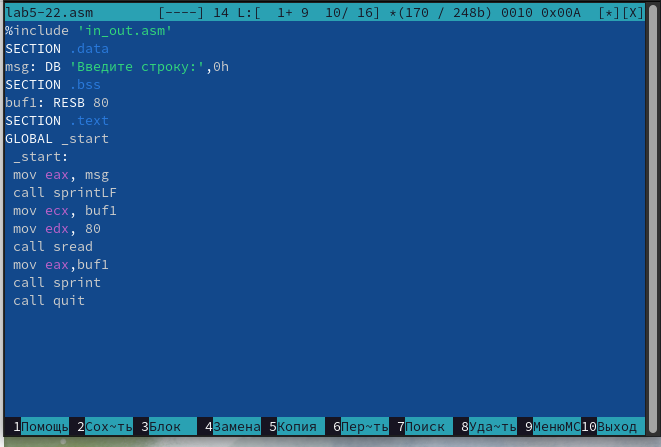 lab5-22.asm [----] 14 L:[ 1+ 9 10/ 16] *(170 / 248b) 0010 0x00A [*][X]
%include 'in_out.asm'
SECTION .data
msg: DB 'Введите строку:',0h
SECTION .bss
buf1: RESB 80
SECTION .text
GLOBAL _start
_start:
mov eax, msg
call sprintLF
mov ecx, buf1
mov edx, 80
call sread
mov eax,buf1
call sprint
call quit
1Помощь 2Сох~ть 3Блок 4Замена 5Копия 6Пер~ть 7Поиск 8Уда~ть 9МенюMC 10Выход